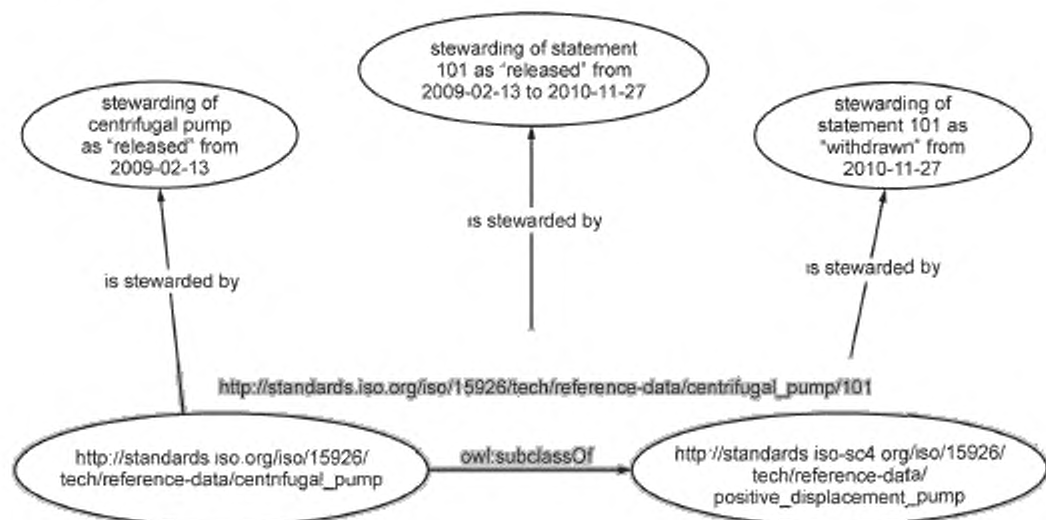 stewarding of statement
101 as "released" from
2009-02-13 to 2010-11-27
stewarding of
centrifugal pump
as "released" from
2009-02-13
stewarding of
statement 101 as
"withdrawn" from
2010-11-27
is stewarded by
is stewarded by
is stewarded by
http://standards.iso.org/iso/15926/tech/reference-data/centrifugal_pump/101
http://standards iso.org/iso/15926/
tech/reference-data/centrifugal_pump
owl:subclassOf
http://standards iso-sc4 org/iso/15926/
tech/reference-data/
positive_displacement_pump